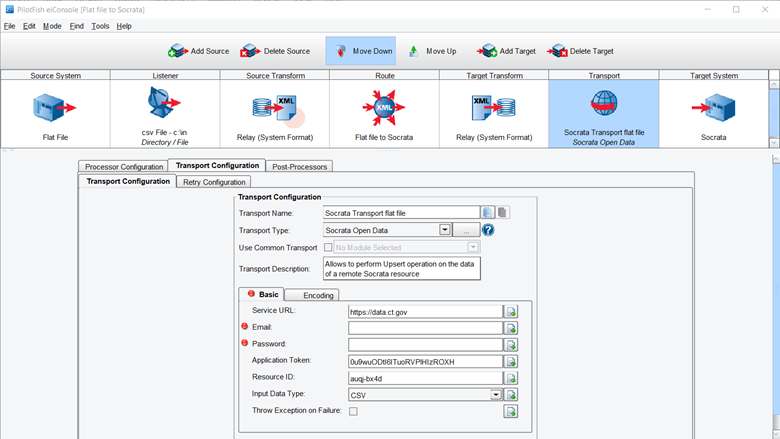 PilotFish eiConsole [Flat file to Socrata]
File Edit Mode Find Tools Help
Add Source Delete Source Move Down Move Up Add Target Delete Target
Source System Listener Source Transform Route Target Transform Transport Target System
Flat File
csv File - c:\in
Directory / File
XML
Relay (System Format)
XML
Flat file to Socrata
XML
Relay (System Format)
Socrata Transport flat file
Socrata Open Data
Socrata
Processor Configuration Transport Configuration Post-Processors
Transport Configuration Retry Configuration
Transport Configuration
Transport Name: Socrata Transport flat file
Transport Type: Socrata Open Data ... ?
Use Common Transport No Module Selected
Transport Description: Allows to perform Upsert operation on the data
of a remote Socrata resource
Basic Encoding
Service URL: https://data.ct.gov
Email:
Password:
Application Token:
Resource ID: auqj-bx4d
Input Data Type: CSV
Throw Exception on Failure: